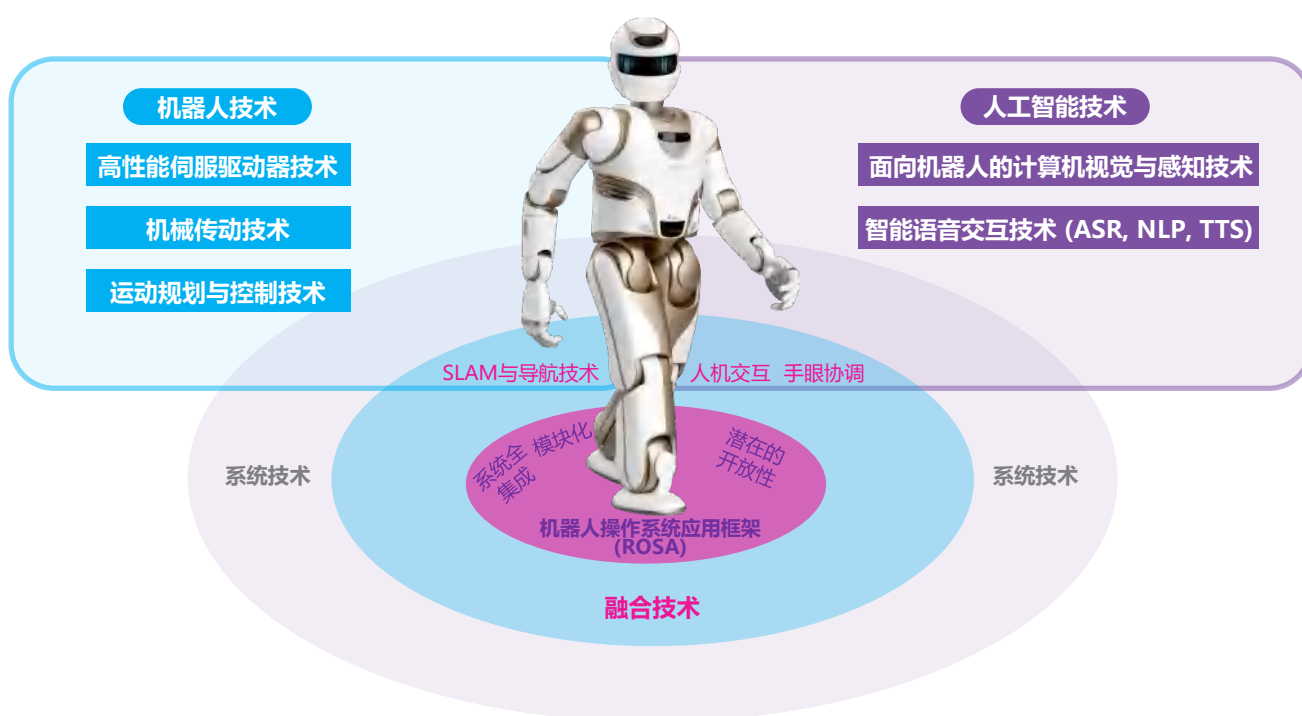 机器人技术
高性能伺服驱动器技术
机械传动技术
运动规划与控制技术
人工智能技术
面向机器人的计算机视觉与感知技术
智能语音交互技术 (ASR, NLP, TTS)
SLAM与导航技术
人机交互 手眼协调
系统全
集成
模块化
潜在的
开放性
系统技术
系统技术
机器人操作系统应用框架
(ROSA)
融合技术